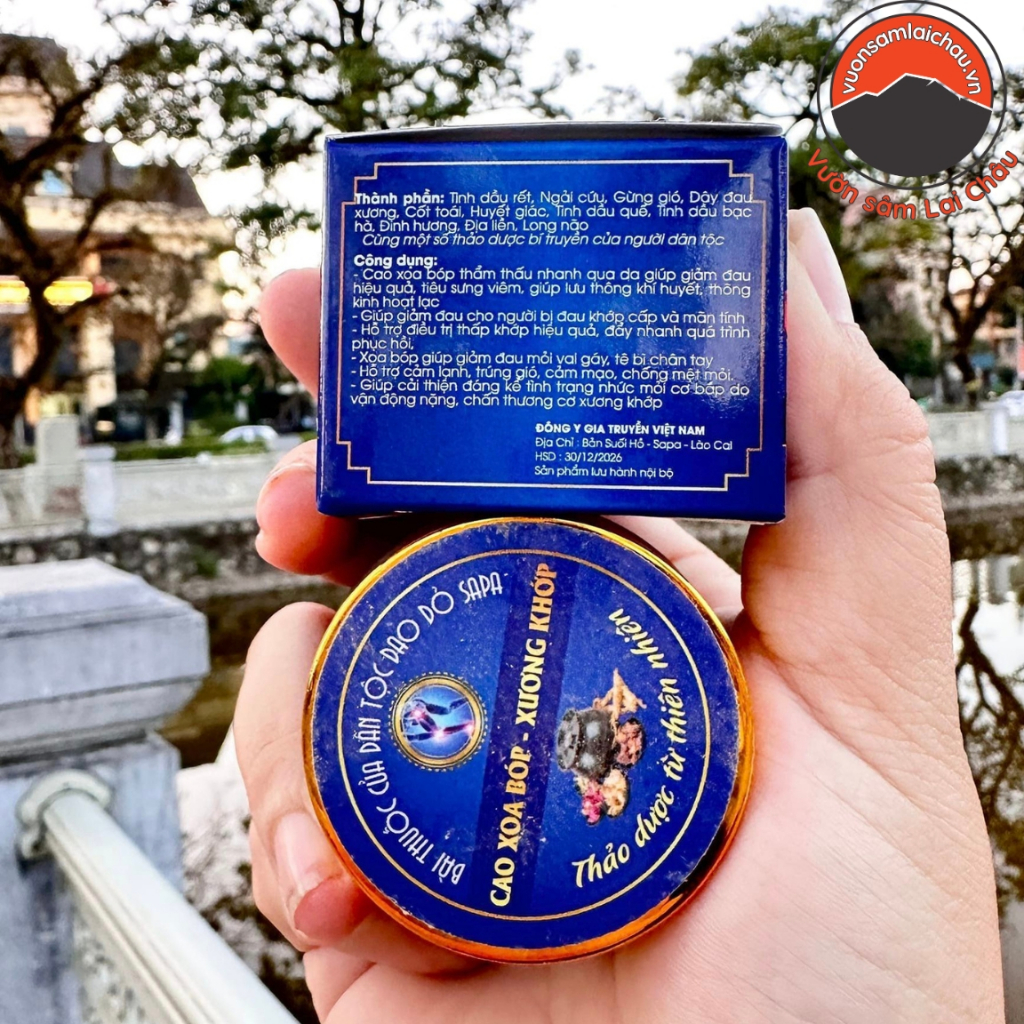 vuonsamlaichau.vn
Vườn sâm Lai Châu
Thành phần: Tinh dầu rết, Ngải cứu, Gừng gió, Dây đau
xương, Cốt toái, Huyết giác, Tinh dầu quế, Tinh dầu bạc
hà, Đinh hương, Địa liền, Long não
Cùng một số thảo dược bí truyền của người dân tộc
Công dụng:
- Cao xoa bóp thẩm thấu nhanh qua da giúp giảm đau
hiệu quả, tiêu sưng viêm, giúp lưu thông khí huyết, thông
kinh hoạt lạc
- Giúp giảm đau cho người bị đau khớp cấp và mãn tính
- Hỗ trợ điều trị thấp khớp hiệu quả, đẩy nhanh quá trình
phục hồi,
- Xoa bóp giúp giảm đau mỏi vai gáy, tê bì chân tay
- Hỗ trợ cảm lạnh, trúng gió, cảm mạo, chống mệt mỏi.
- Giúp cải thiện đáng kể tình trạng nhức mỏi cơ bắp do
vận động nặng, chấn thương cơ xương khớp
ĐÔNG Y GIA TRUYỀN VIỆT NAM
Địa Chỉ : Bản Suối Hồ - Sapa - Lào Cai
HSD : 30/12/2026
Sản phẩm lưu hành nội bộ
BÀI THUỐC CỦA DÂN TỘC DAO ĐỎ SAPA
CAO XOA BÓP - XƯƠNG KHỚP
Thảo dược từ thiên nhiên